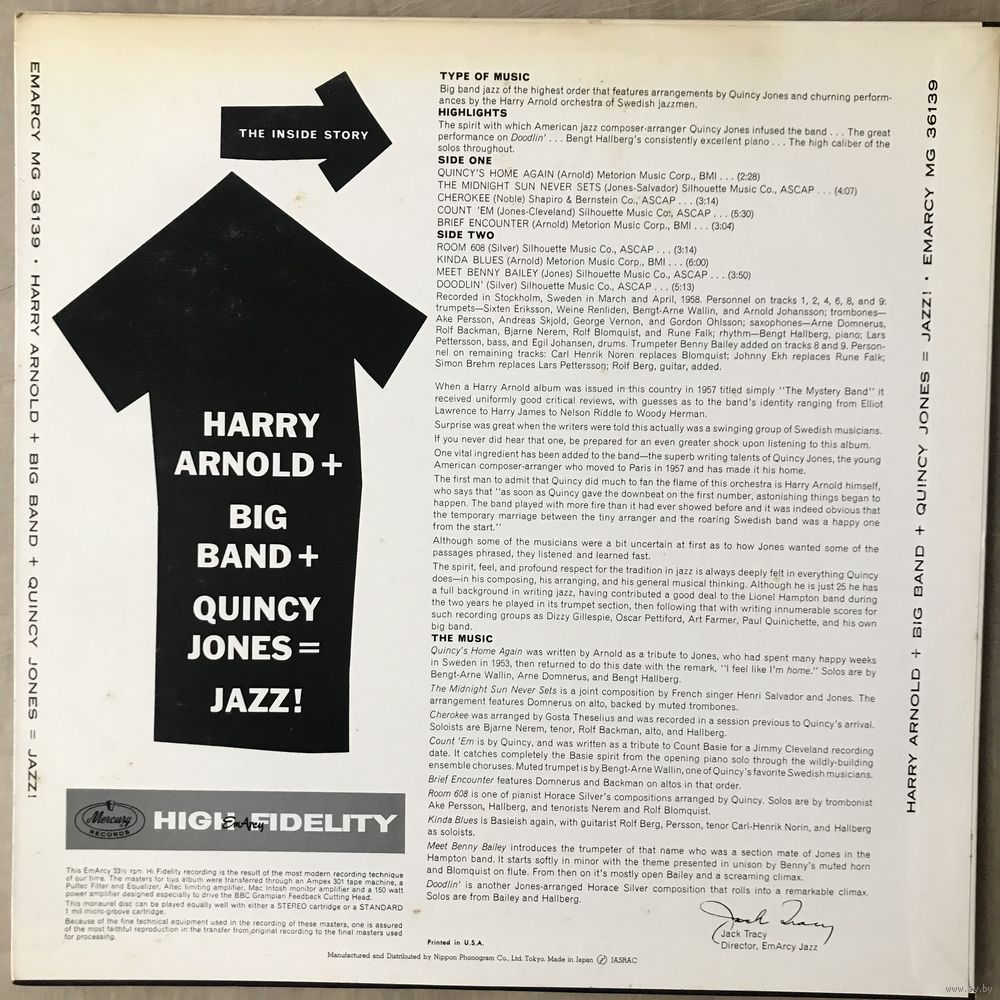 EMARCY MG 36139 · HARRY ARNOLD + BIG BAND + QUINCY JONES = JAZZ!
THE INSIDE STORY
HARRY
ARNOLD +
BIG
BAND +
QUINCY
JONES =
JAZZ!
Mercury
RECORDS
HIGH FIDELITY
EmArcy
This EmArcy 33⅓ rpm. Hi Fidelity recording is the result of the most modern recording technique
of our time. The masters for this album were transferred through an Ampex 301 tape machine, a
Pultec Filter and Equalizer, Altec limiting amplifier, Mac Intosh monitor amplifier and a 150 watt
power amplifier designed especially to drive the BBC Grampian Feedback Cutting Head.
This monaural disc can be played equally well with either a STEREO cartridge or a STANDARD
1 mil micro-groove cartridge.
Because of the fine technical equipment used in the recording of these masters, one is assured
of the most faithful reproduction in the transfer from original recording to the final masters used
for processing.
TYPE OF MUSIC
Big band jazz of the highest order that features arrangements by Quincy Jones and churning perform-
ances by the Harry Arnold orchestra of Swedish jazzmen.
HIGHLIGHTS
The spirit with which American jazz composer-arranger Quincy Jones infused the band . . . The great
performance on Doodlin' . . . Bengt Hallberg's consistently excellent piano . . . The high caliber of the
solos throughout.
SIDE ONE
QUINCY'S HOME AGAIN (Arnold) Metorion Music Corp., BMI . . . (2:28)
THE MIDNIGHT SUN NEVER SETS (Jones-Salvador) Silhouette Music Co., ASCAP . . . (4:07)
CHEROKEE (Noble) Shapiro & Bernstein Co., ASCAP . . . (3:14)
COUNT 'EM (Jones-Cleveland) Silhouette Music Co., ASCAP . . . (5:30)
BRIEF ENCOUNTER (Arnold) Metorion Music Corp., BMI . . . (3:04)
SIDE TWO
ROOM 608 (Silver) Silhouette Music Co., ASCAP . . . (3:14)
KINDA BLUES (Arnold) Metorion Music Corp., BMI . . . (6:00)
MEET BENNY BAILEY (Jones) Silhouette Music Co., ASCAP . . . (3:50)
DOODLIN' (Silver) Silhouette Music Co., ASCAP . . . (5:13)
Recorded in Stockholm, Sweden in March and April, 1958. Personnel on tracks 1, 2, 4, 6, 8, and 9:
trumpets—Sixten Eriksson, Weine Renliden, Bengt-Arne Wallin, and Arnold Johansson; trombones—
Ake Persson, Andreas Skjold, George Vernon, and Gordon Ohlsson; saxophones—Arne Domnerus,
Rolf Backman, Bjarne Nerem, Rolf Blomquist, and Rune Falk; rhythm—Bengt Hallberg, piano; Lars
Pettersson, bass, and Egil Johansen, drums. Trumpeter Benny Bailey added on tracks 8 and 9. Person-
nel on remaining tracks: Carl Henrik Noren replaces Blomquist; Johnny Ekh replaces Rune Falk;
Simon Brehm replaces Lars Pettersson; Rolf Berg, guitar, added.
When a Harry Arnold album was issued in this country in 1957 titled simply "The Mystery Band" it
received uniformly good critical reviews, with guesses as to the band's identity ranging from Elliot
Lawrence to Harry James to Nelson Riddle to Woody Herman.
Surprise was great when the writers were told this actually was a swinging group of Swedish musicians.
If you never did hear that one, be prepared for an even greater shock upon listening to this album.
One vital ingredient has been added to the band—the superb writing talents of Quincy Jones, the young
American composer-arranger who moved to Paris in 1957 and has made it his home.
The first man to admit that Quincy did much to fan the flame of this orchestra is Harry Arnold himself,
who says that "as soon as Quincy gave the downbeat on the first number, astonishing things began to
happen. The band played with more fire than it had ever showed before and it was indeed obvious that
the temporary marriage between the tiny arranger and the roaring Swedish band was a happy one
from the start."
Although some of the musicians were a bit uncertain at first as to how Jones wanted some of the
passages phrased, they listened and learned fast.
The spirit, feel, and profound respect for the tradition in jazz is always deeply felt in everything Quincy
does—in his composing, his arranging, and his general musical thinking. Although he is just 25 he has
a full background in writing jazz, having contributed a good deal to the Lionel Hampton band during
the two years he played in its trumpet section, then following that with writing innumerable scores for
such recording groups as Dizzy Gillespie, Oscar Pettiford, Art Farmer, Paul Quinichette, and his own
big band.
THE MUSIC
Quincy's Home Again was written by Arnold as a tribute to Jones, who had spent many happy weeks
in Sweden in 1953, then returned to do this date with the remark, "I feel like I'm home." Solos are by
Bengt-Arne Wallin, Arne Domnerus, and Bengt Hallberg.
The Midnight Sun Never Sets is a joint composition by French singer Henri Salvador and Jones. The
arrangement features Domnerus on alto, backed by muted trombones.
Cherokee was arranged by Gosta Theselius and was recorded in a session previous to Quincy's arrival.
Soloists are Bjarne Nerem, tenor, Rolf Backman, alto, and Hallberg.
Count 'Em is by Quincy, and was written as a tribute to Count Basie for a Jimmy Cleveland recording
date. It catches completely the Basie spirit from the opening piano solo through the wildly-building
ensemble choruses. Muted trumpet is by Bengt-Arne Wallin, one of Quincy's favorite Swedish musicians.
Brief Encounter features Domnerus and Backman on altos in that order.
Room 608 is one of pianist Horace Silver's compositions arranged by Quincy. Solos are by trombonist
Ake Persson, Hallberg, and tenorists Nerem and Rolf Blomquist.
Kinda Blues is Basieish again, with guitarist Rolf Berg, Persson, tenor Carl-Henrik Norin, and Hallberg
as soloists.
Meet Benny Bailey introduces the trumpeter of that name who was a section mate of Jones in the
Hampton band. It starts softly in minor with the theme presented in unison by Benny's muted horn
and Blomquist on flute. From then on it's mostly open Bailey and a screaming climax.
Doodlin' is another Jones-arranged Horace Silver composition that rolls into a remarkable climax.
Solos are from Bailey and Hallberg.
Jack Tracy
Jack Tracy
Director, EmArcy Jazz
Printed in U.S.A.
Manufactured and Distributed by Nippon Phonogram Co., Ltd. Tokyo. Made in Japan Ⓟ JASRAC
HARRY ARNOLD + BIG BAND + QUINCY JONES = JAZZ! · EMARCY MG 36139
www.ay.by